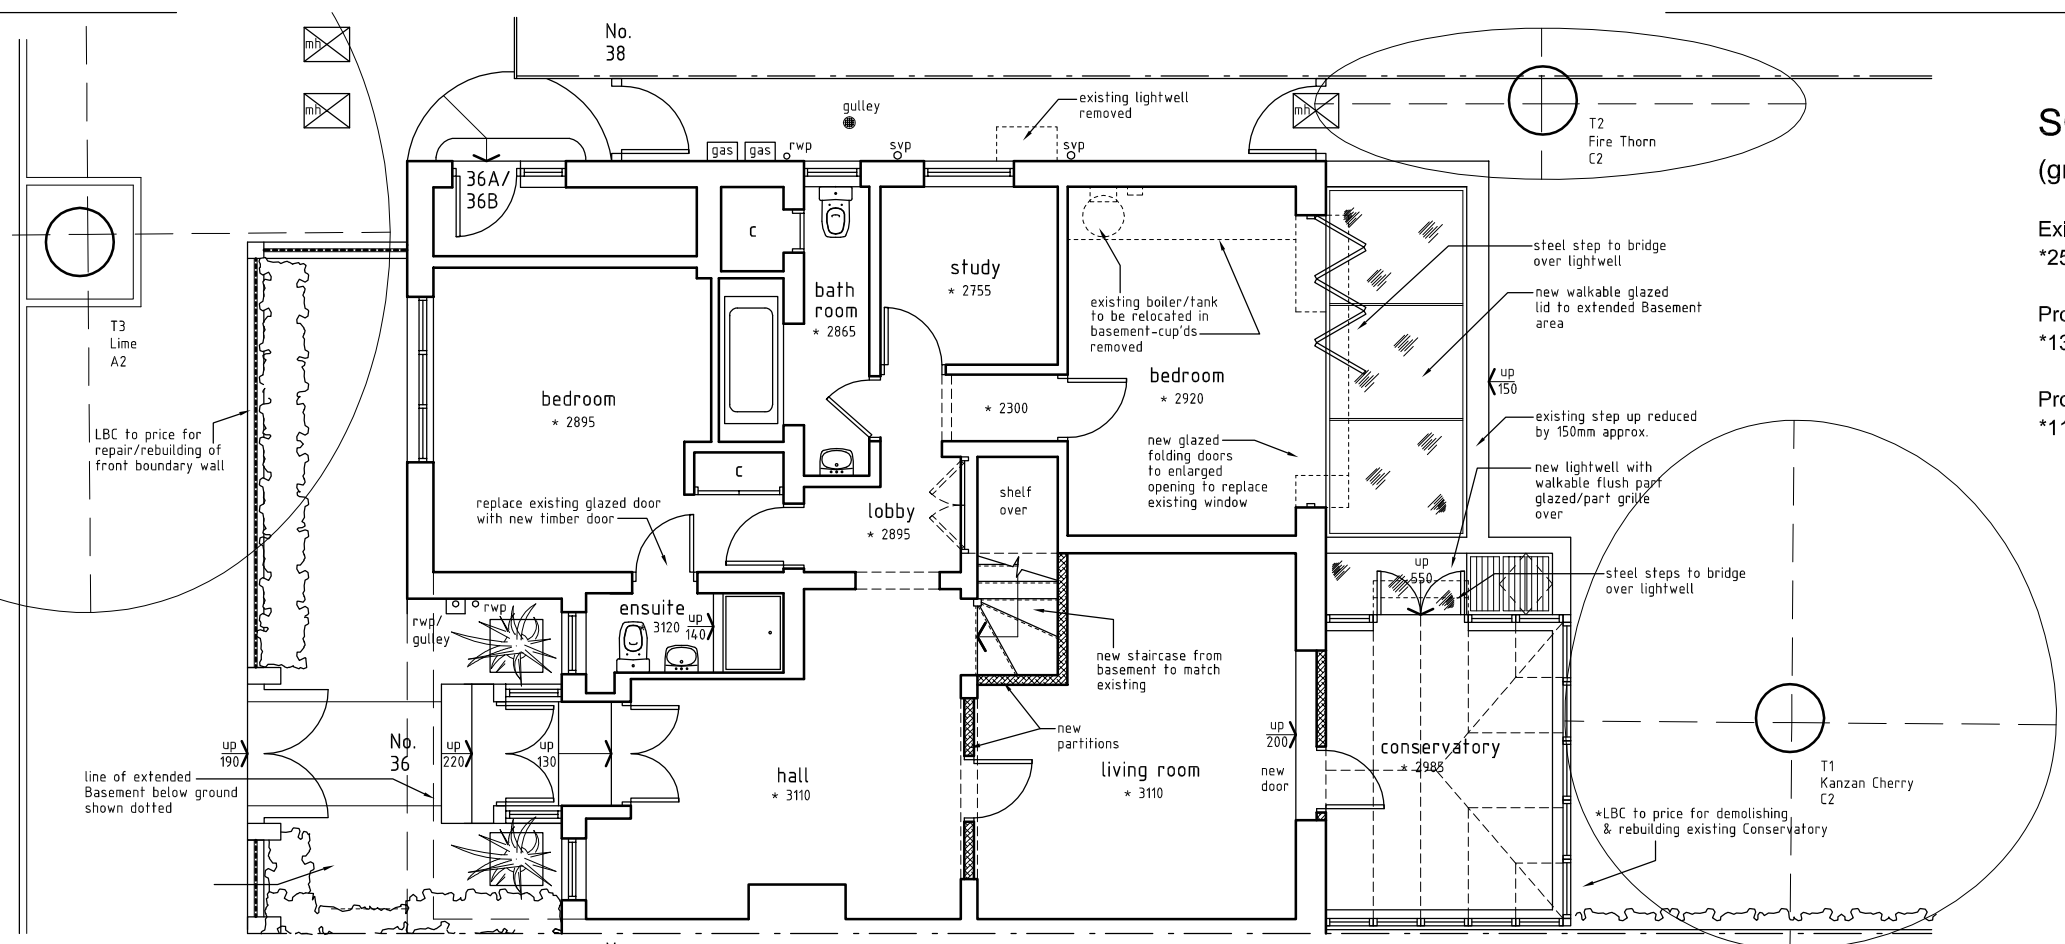 No.
38
mh
mh
mh
gulley
existing lightwell
removed
T2
Fire Thorn
C2
gas
gas
rwp
svp
svp
36A/
36B
c
study
* 2755
bath
room
* 2865
existing boiler/tank
to be relocated in
basement-cup'ds
removed
steel step to bridge
over lightwell
new walkable glazed
lid to extended Basement
area
T3
Lime
A2
bedroom
* 2895
bedroom
* 2920
* 2300
up
150
existing step up reduced
by 150mm approx.
LBC to price for
repair/rebuilding of
front boundary wall
c
new glazed
folding doors
to enlarged
opening to replace
existing window
new lightwell with
walkable flush part
glazed/part grille
over
replace existing glazed door
with new timber door
lobby
* 2895
shelf
over
up
550
steel steps to bridge
over lightwell
rwp
rwp/
gulley
ensuite
* 3120
up
140
new staircase from
basement to match
existing
new
partitions
up
190
No.
36
up
220
up
130
up
200
new
door
line of extended
Basement below ground
shown dotted
hall
* 3110
living room
* 3110
conservatory
* 2985
T1
Kanzan Cherry
C2
*LBC to price for demolishing
& rebuilding existing Conservatory